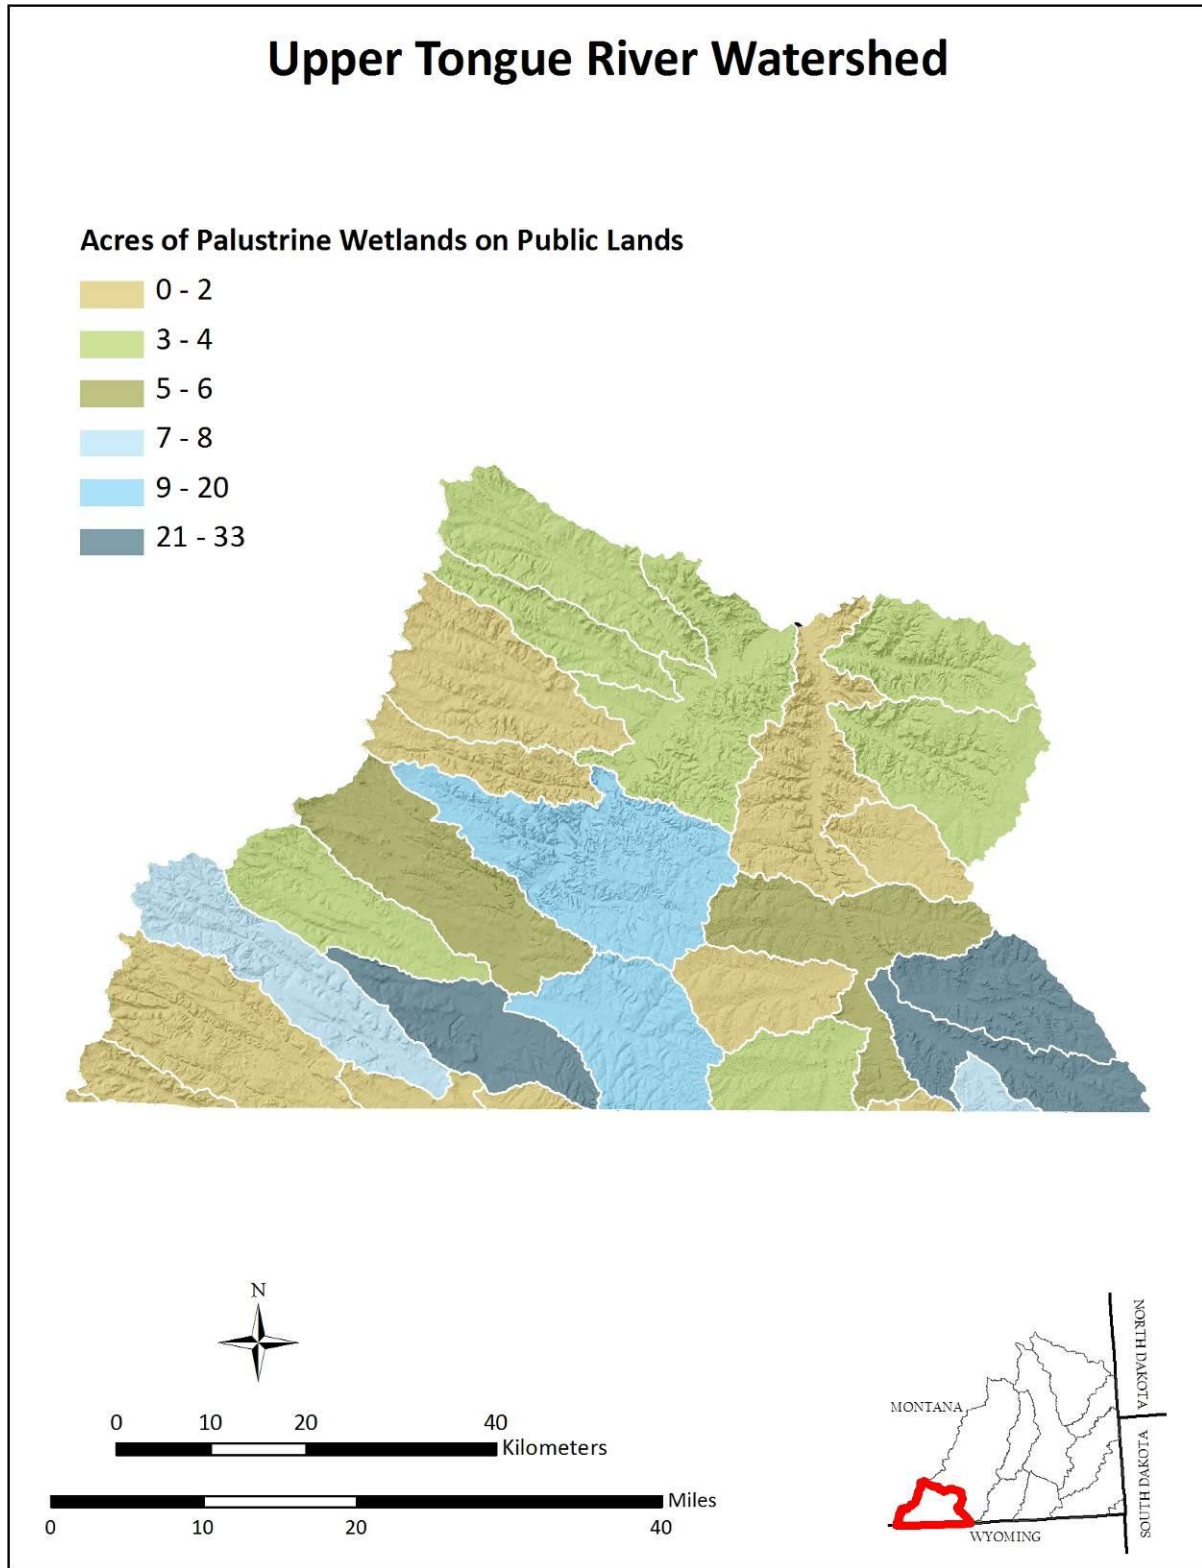 Upper Tongue River Watershed
Acres of Palustrine Wetlands on Public Lands
0 - 2
3 - 4
5 - 6
7 - 8
9 - 20
21 - 33
N
0 10 20 40
Kilometers
Miles
0 10 20 40
MONTANA
NORTH DAKOTA
SOUTH DAKOTA
WYOMING